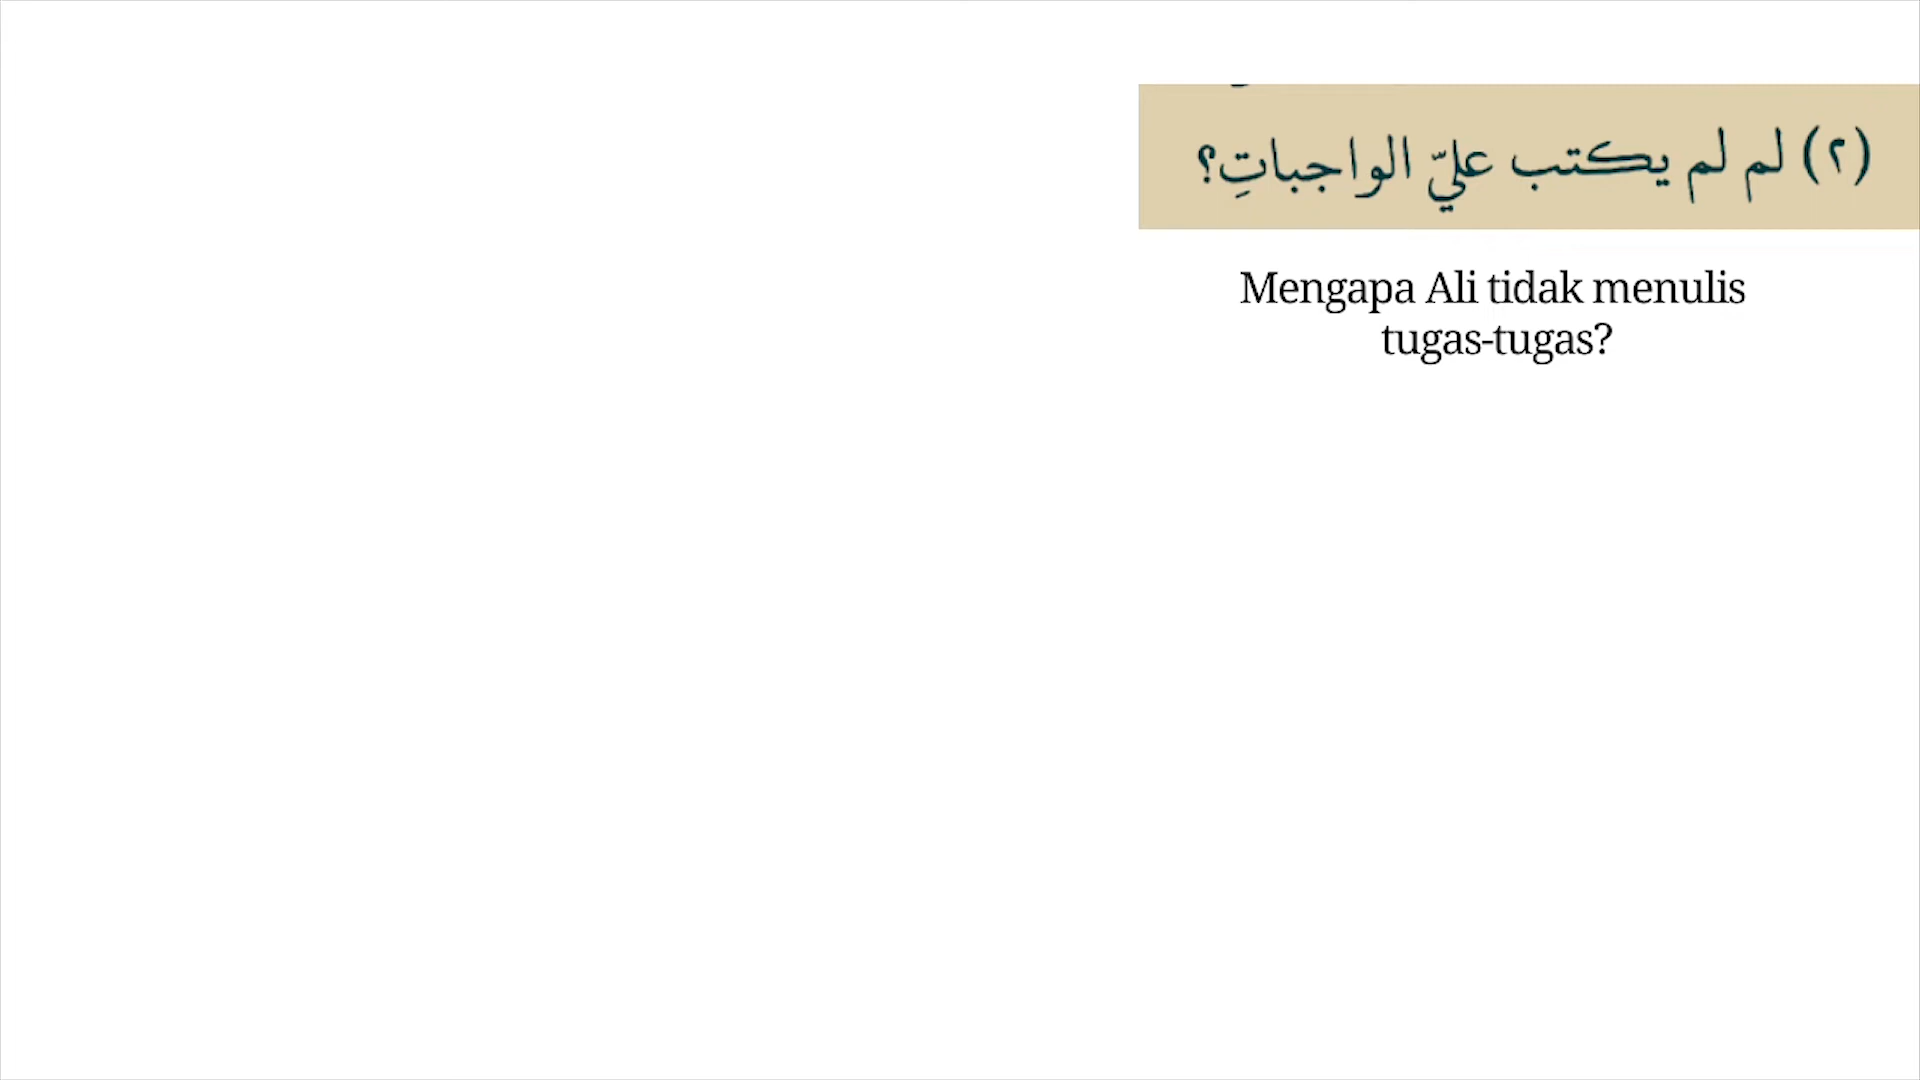 (٢) لم لم يكتب عليّ الواجباتِ؟
Mengapa Ali tidak menulis
tugas-tugas?